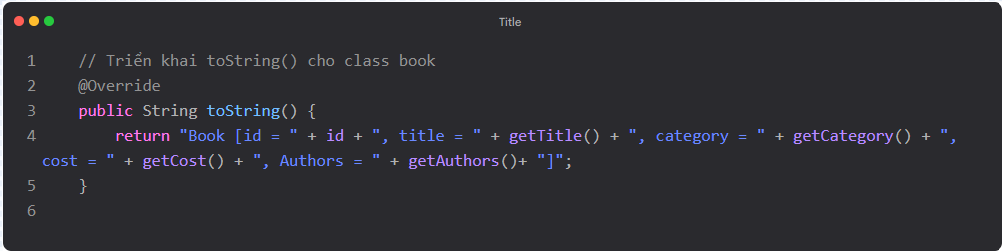 Title
1 // Triển khai toString() cho class book
2 @Override
3 public String toString() {
4 return "Book [id = " + id + ", title = " + getTitle() + ", category = " + getCategory() + ",
cost = " + getCost() + ", Authors = " + getAuthors()+ "]";
5 }
6